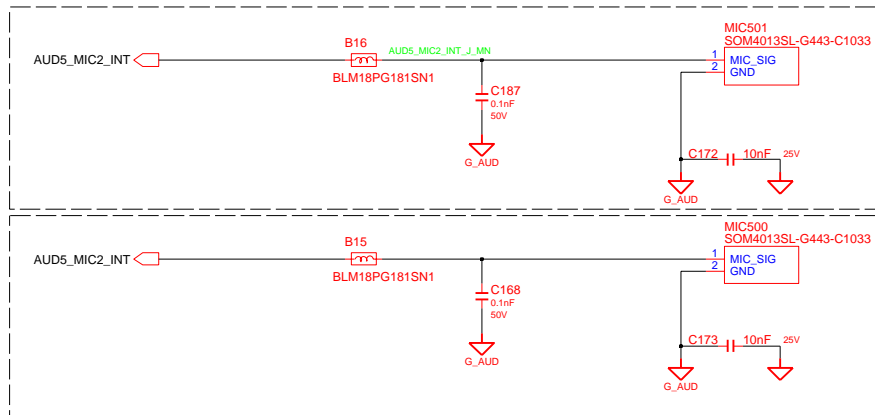 MIC501
SOM4013SL-G443-C1033
B16
AUD5_MIC2_INT_J_MN
AUD5_MIC2_INT
1
MIC_SIG
2
GND
BLM18PG181SN1
C187
0.1nF
50V
G_AUD
C172
10nF
25V
G_AUD
MIC500
SOM4013SL-G443-C1033
B15
AUD5_MIC2_INT
1
MIC_SIG
2
GND
BLM18PG181SN1
C168
0.1nF
50V
G_AUD
C173
10nF
25V
G_AUD